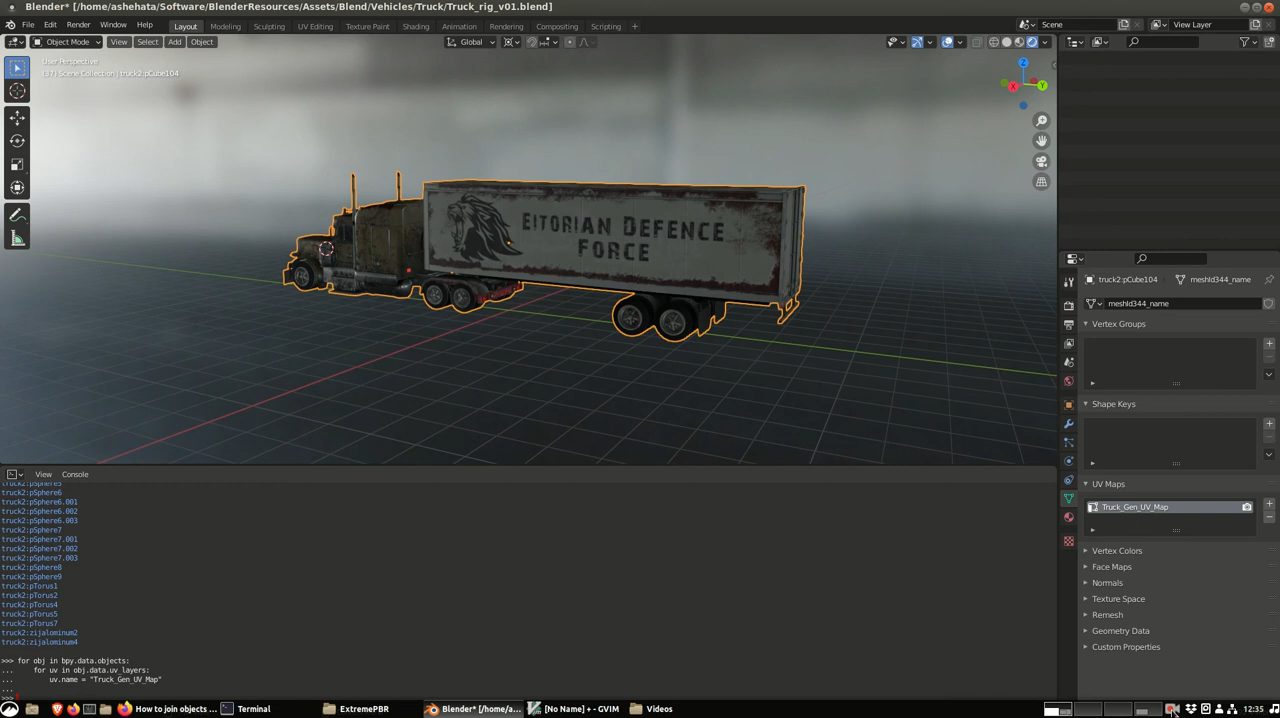 Blender* [/home/ashehata/Software/BlenderResources/Assets/Blend/Vehicles/Truck/Truck_rig_v01.blend]
File Edit Render Window Help Layout Modeling Sculpting UV Editing Texture Paint Shading Animation Rendering Compositing Scripting + Scene View Layer
Object Mode View Select Add Object Global
User Perspective
(37) Scene Collection | truck2:pCube104
Z
X Y
EITORIAN DEFENCE
FORCE
truck2:pCube104 meshId344_name
meshId344_name
Vertex Groups
Shape Keys
UV Maps
Truck_Gen_UV_Map
Vertex Colors
Face Maps
Normals
Texture Space
Remesh
Geometry Data
Custom Properties
View Console
truck2:pSphere5
truck2:pSphere6
truck2:pSphere6.001
truck2:pSphere6.002
truck2:pSphere6.003
truck2:pSphere7
truck2:pSphere7.001
truck2:pSphere7.002
truck2:pSphere7.003
truck2:pSphere8
truck2:pSphere9
truck2:pTorus1
truck2:pTorus2
truck2:pTorus4
truck2:pTorus5
truck2:pTorus7
truck2:zijalominum2
truck2:zijalominum4
>>> for obj in bpy.data.objects:
... for uv in obj.data.uv_layers:
... uv.name = "Truck_Gen_UV_Map"
...
>>>
How to join objects ... Terminal ExtremePBR Blender* [/home/a... [No Name] + - GVIM Videos 12:35